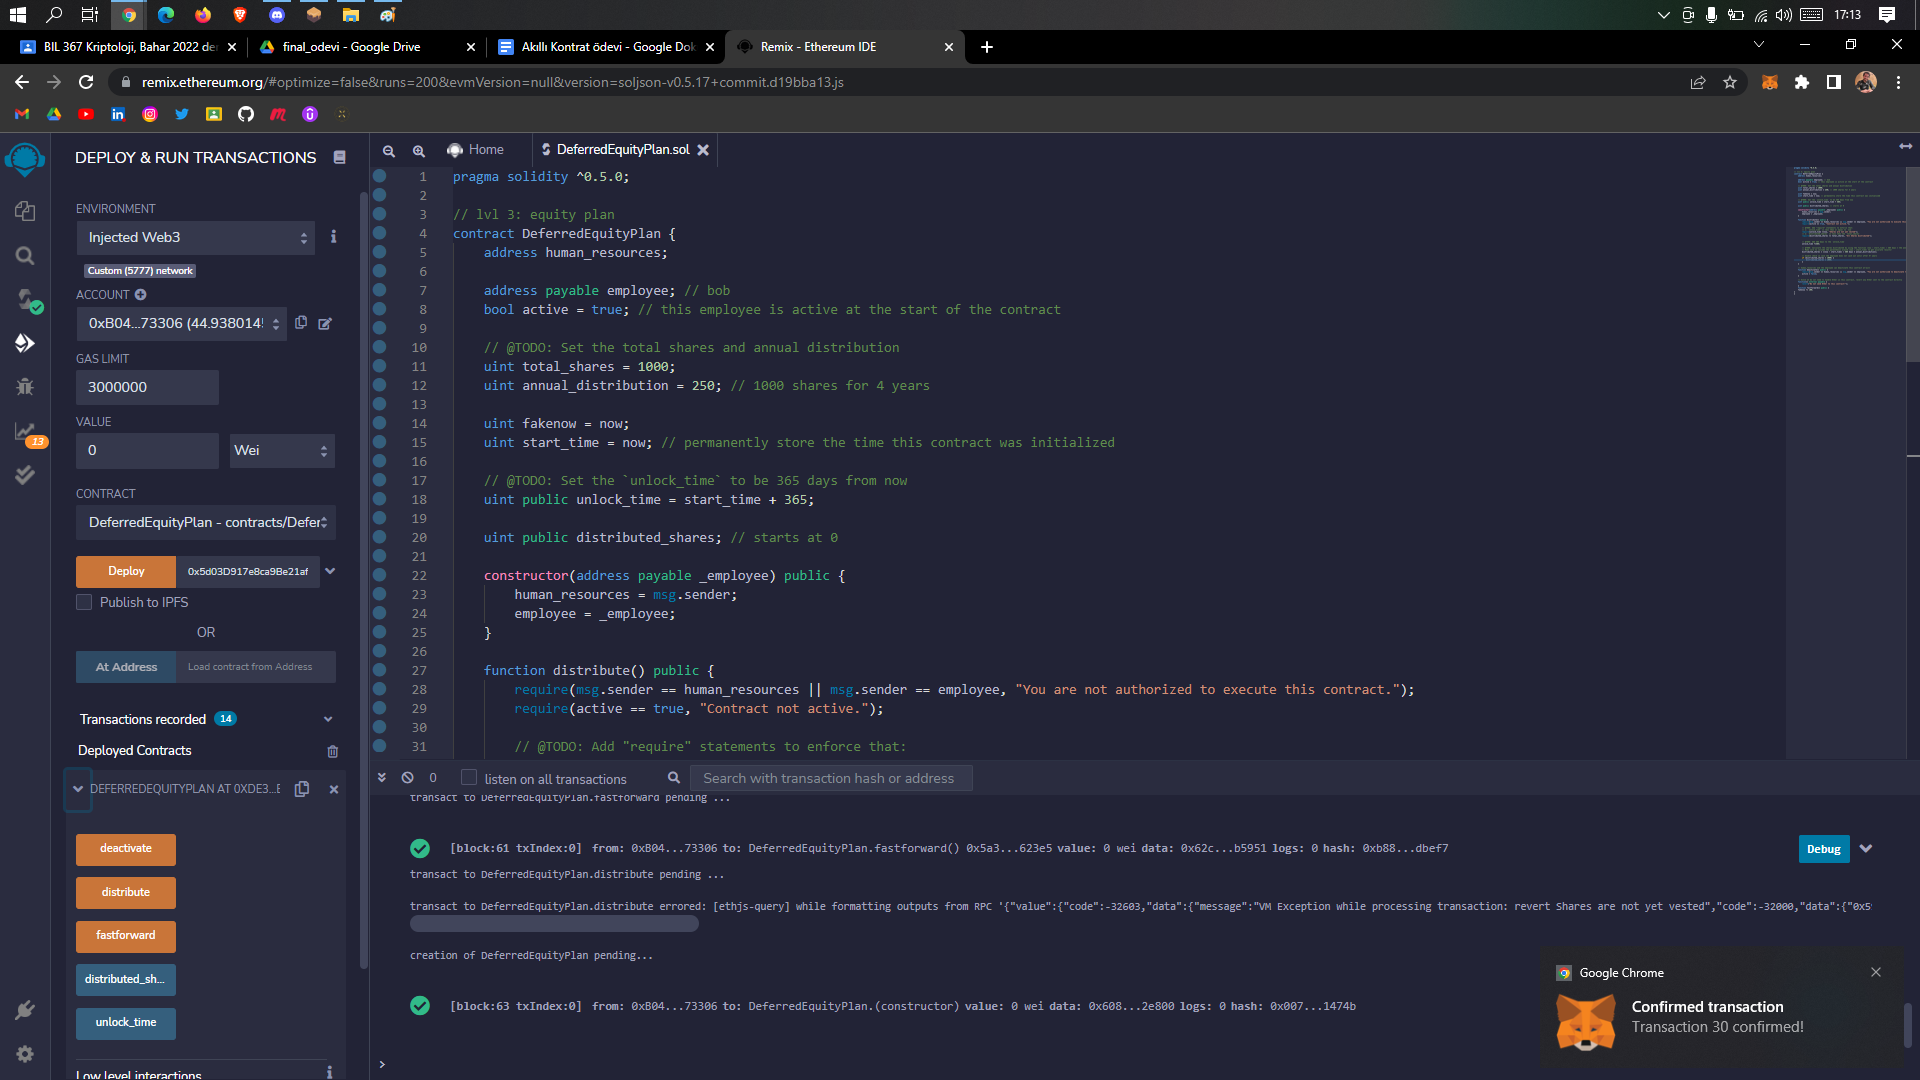 17:13
BIL 367 Kriptoloji, Bahar 2022 der
final_odevi - Google Drive
Akıllı Kontrat ödevi - Google Dok
Remix - Ethereum IDE
remix.ethereum.org/#optimize=false&runs=200&evmVersion=null&version=soljson-v0.5.17+commit.d19bba13.js
DEPLOY & RUN TRANSACTIONS
ENVIRONMENT
Injected Web3
Custom (5777) network
ACCOUNT
0xB04...73306 (44.9380145
GAS LIMIT
3000000
VALUE
0
Wei
CONTRACT
DeferredEquityPlan - contracts/Defer
Deploy
0x5d03D917e8ca9Be21af
Publish to IPFS
OR
At Address
Load contract from Address
Transactions recorded 14
Deployed Contracts
DEFERREDEQUITYPLAN AT 0XDE3...E
deactivate
distribute
fastforward
distributed_sh...
unlock_time
Low level interactions
13
Home
DeferredEquityPlan.sol
1 pragma solidity ^0.5.0;
2
3 // lvl 3: equity plan
4 contract DeferredEquityPlan {
5 address human_resources;
6
7 address payable employee; // bob
8 bool active = true; // this employee is active at the start of the contract
9
10 // @TODO: Set the total shares and annual distribution
11 uint total_shares = 1000;
12 uint annual_distribution = 250; // 1000 shares for 4 years
13
14 uint fakenow = now;
15 uint start_time = now; // permanently store the time this contract was initialized
16
17 // @TODO: Set the `unlock_time` to be 365 days from now
18 uint public unlock_time = start_time + 365;
19
20 uint public distributed_shares; // starts at 0
21
22 constructor(address payable _employee) public {
23 human_resources = msg.sender;
24 employee = _employee;
25 }
26
27 function distribute() public {
28 require(msg.sender == human_resources || msg.sender == employee, "You are not authorized to execute this contract.");
29 require(active == true, "Contract not active.");
30
31 // @TODO: Add "require" statements to enforce that:
0
listen on all transactions
Search with transaction hash or address
transact to DeferredEquityPlan.fastforward pending ...
[block:61 txIndex:0] from: 0xB04...73306 to: DeferredEquityPlan.fastforward() 0x5a3...623e5 value: 0 wei data: 0x62c...b5951 logs: 0 hash: 0xb88...dbef7
Debug
transact to DeferredEquityPlan.distribute pending ...
transact to DeferredEquityPlan.distribute errored: [ethjs-query] while formatting outputs from RPC '{"value":{"code":-32603,"data":{"message":"VM Exception while processing transaction: revert Shares are not yet vested","code":-32000,"data":{"0x5
creation of DeferredEquityPlan pending...
[block:63 txIndex:0] from: 0xB04...73306 to: DeferredEquityPlan.(constructor) value: 0 wei data: 0x608...2e800 logs: 0 hash: 0x007...1474b
>
Google Chrome
Confirmed transaction
Transaction 30 confirmed!